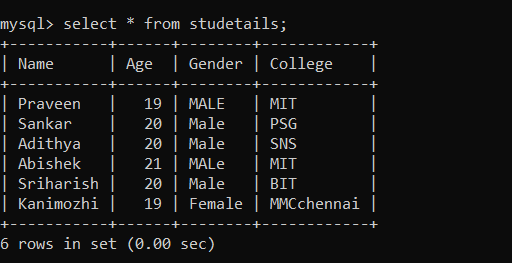 mysql> select * from studetails;
+-----------+------+--------+------------+
| Name      | Age  | Gender | College    |
+-----------+------+--------+------------+
| Praveen   |   19 | MALE   | MIT        |
| Sankar    |   20 | Male   | PSG        |
| Adithya   |   20 | Male   | SNS        |
| Abishek   |   21 | MALe   | MIT        |
| Sriharish |   20 | Male   | BIT        |
| Kanimozhi |   19 | Female | MMCchennai |
+-----------+------+--------+------------+
6 rows in set (0.00 sec)